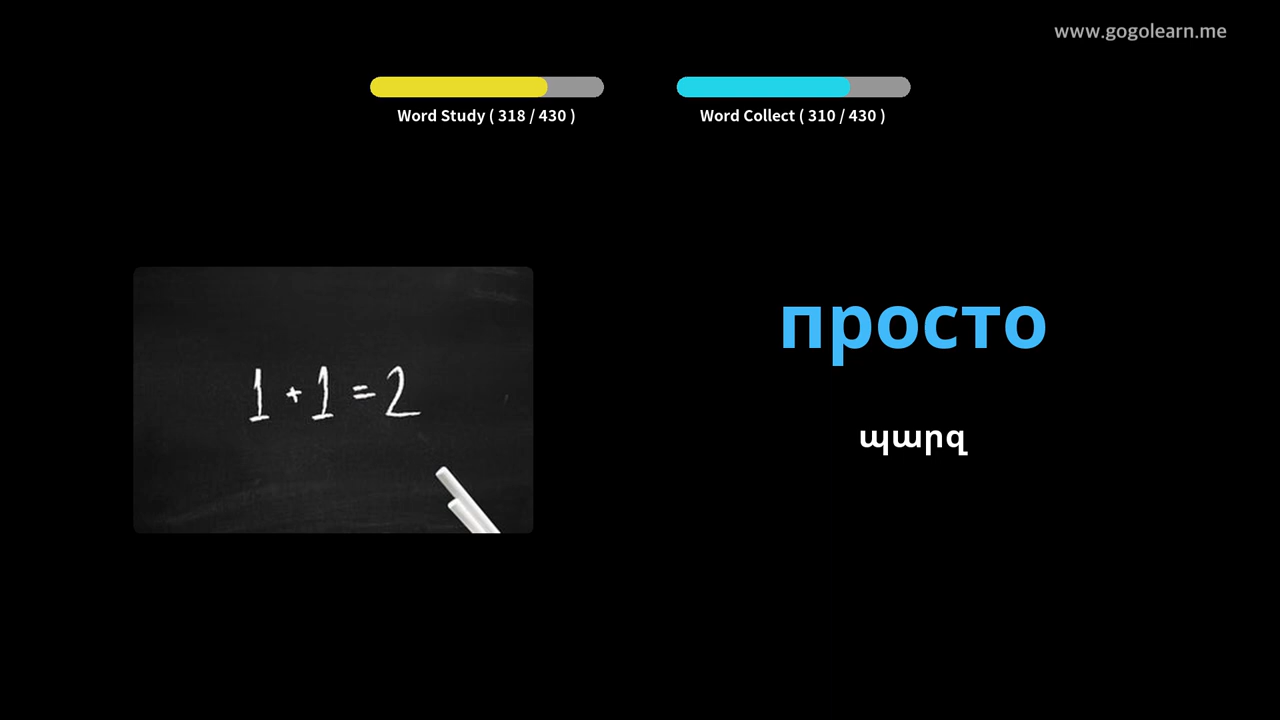 www.gogolearn.me
Word Study ( 318 / 430 )
Word Collect ( 310 / 430 )
1 + 1 = 2
просто
պարզ